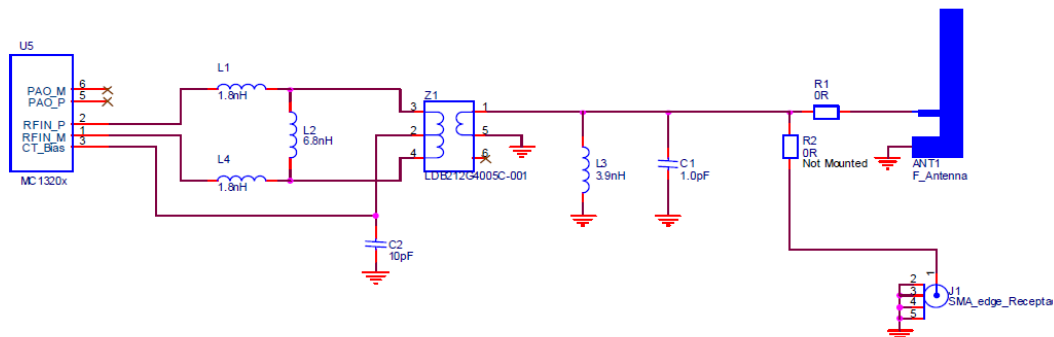 U5
PAO_M
PAO_P
RFIN_P
RFIN_M
CT_Bias
MC1320x
6
5
2
1
3
L1
1.8nH
L2
6.8nH
L4
1.8nH
C2
10pF
Z1
3
2
4
1
5
6
LDB212G4005C-001
L3
3.9nH
C1
1.0pF
R1
0R
R2
0R
Not Mounted
ANT1
F_Antenna
1
2
3
4
5
J1
SMA_edge_Receptac